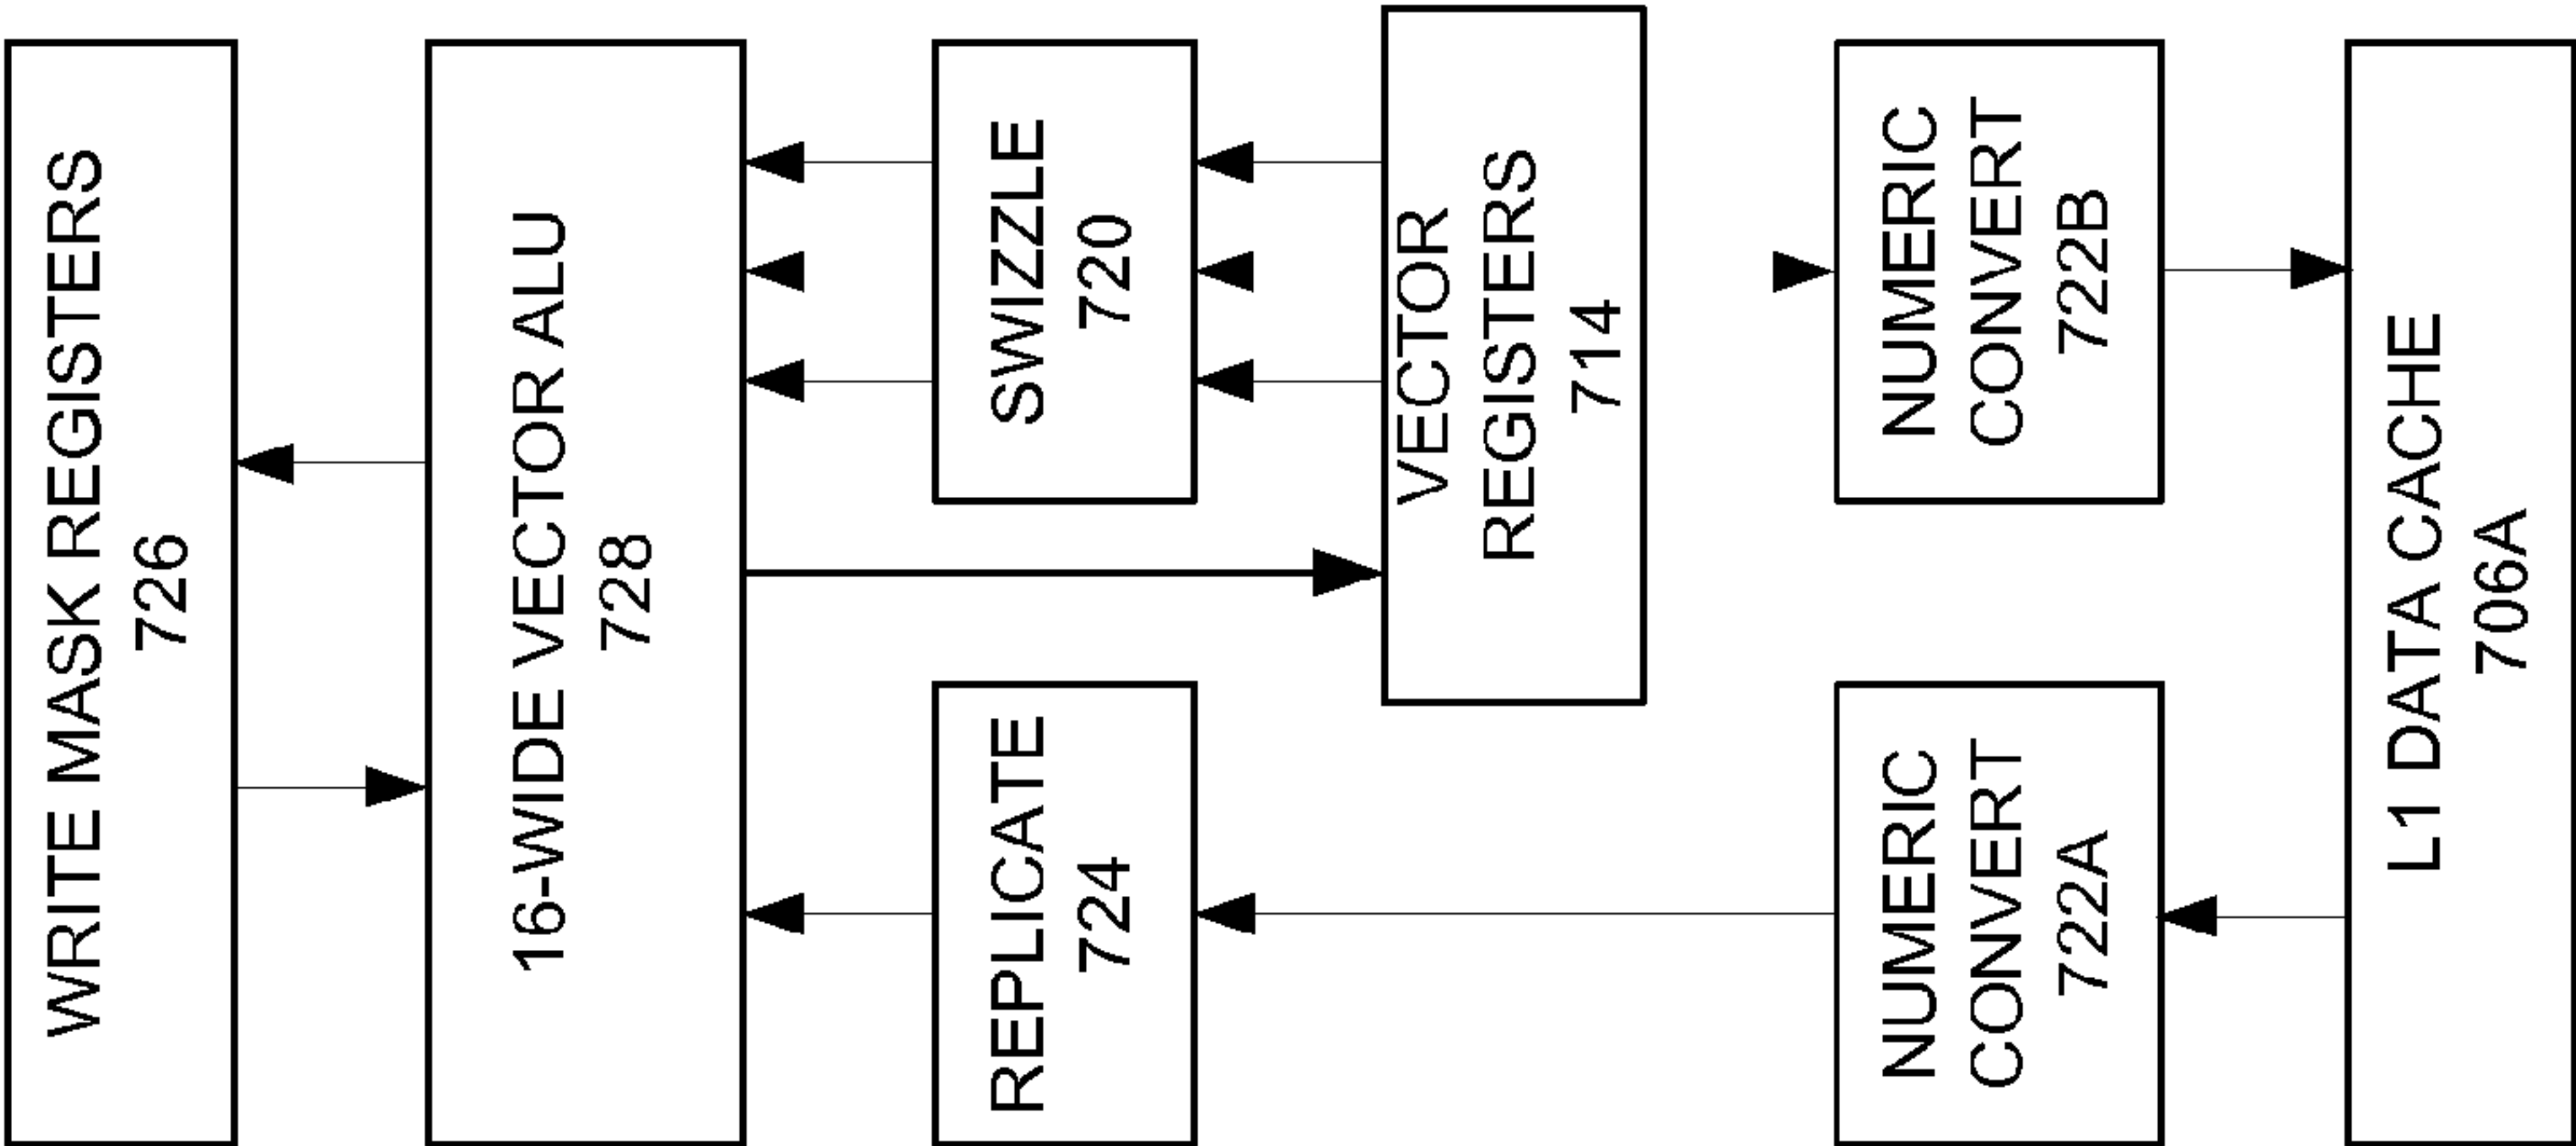 WRITE MASK REGISTERS
726
16-WIDE VECTOR ALU
728
REPLICATE
724
SWIZZLE
720
VECTOR
REGISTERS
714
NUMERIC
CONVERT
722A
NUMERIC
CONVERT
722B
L1 DATA CACHE
706A